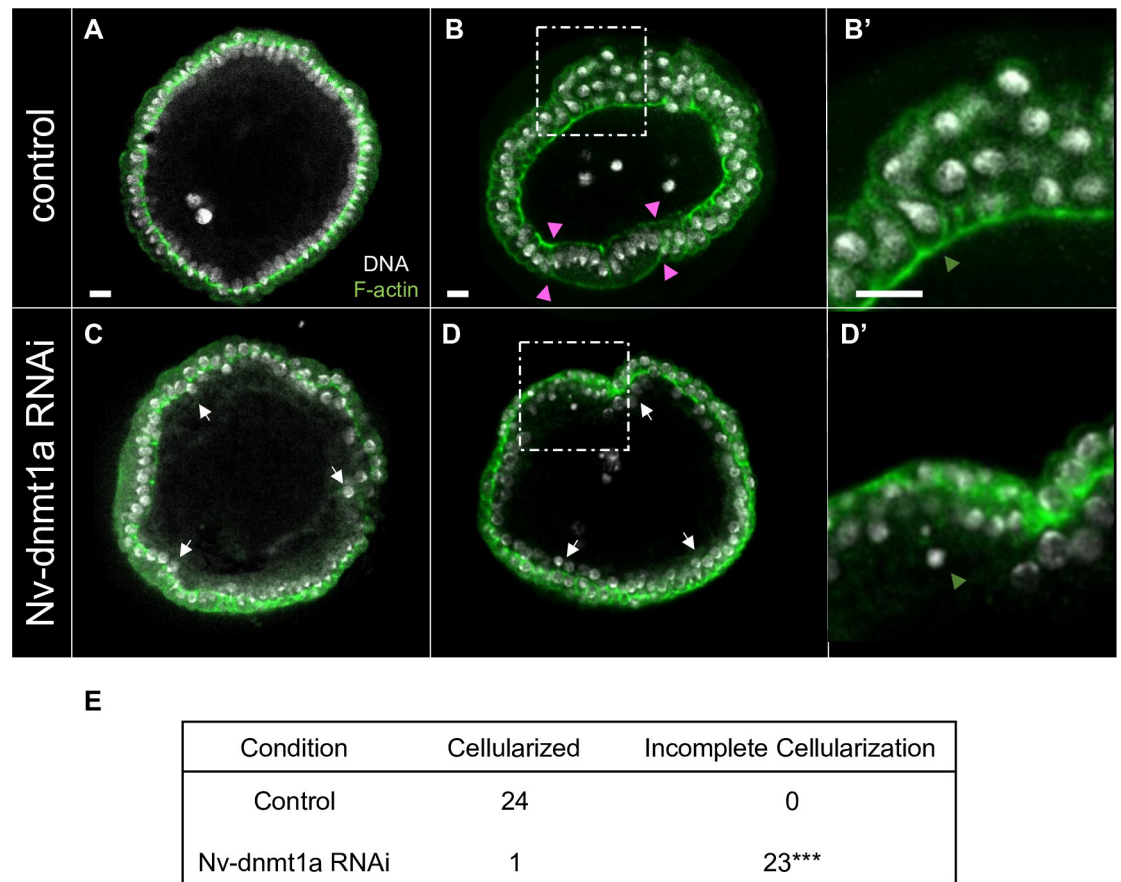 control
A
B
B’
DNA
F-actin
Nv-dnmt1a RNAi
C
D
D’
E
Condition Cellularized Incomplete Cellularization
Control 24 0
Nv-dnmt1a RNAi 1 23***